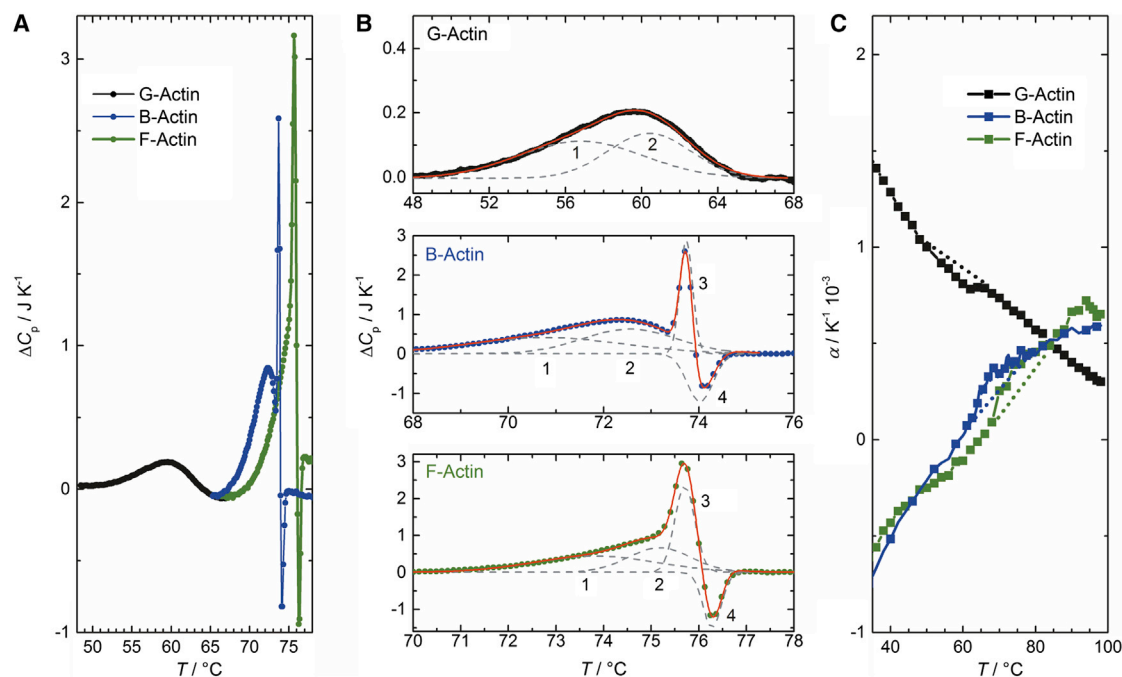 A
3
2
1
0
-1
ΔCp / J K⁻¹
G-Actin
B-Actin
F-Actin
50 55 60 65 70 75
T / °C
B
G-Actin
0.4
0.2
0.0
1
2
48 52 56 60 64 68
ΔCp / J K⁻¹
B-Actin
3
2
1
0
-1
1
2
3
4
68 70 72 74 76
F-Actin
3
2
1
0
-1
1
2
3
4
70 71 72 73 74 75 76 77 78
T / °C
C
2
1
0
-1
α / K⁻¹ 10⁻³
G-Actin
B-Actin
F-Actin
40 60 80 100
T / °C